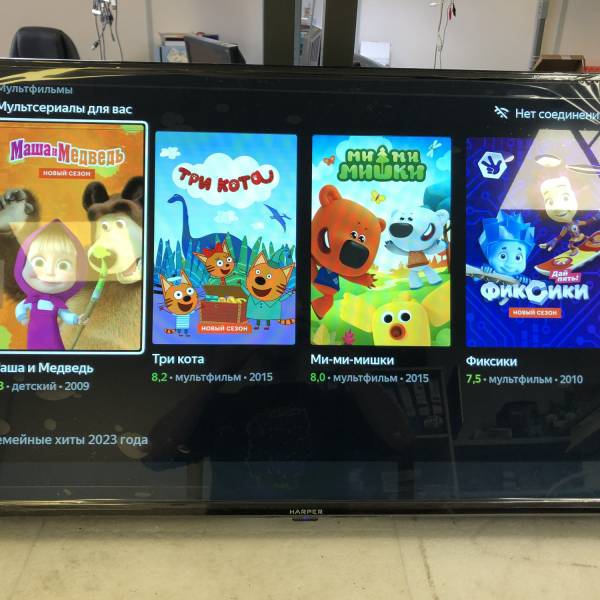 Мультфильмы
Мультсериалы для вас
Нет соединени
Маша и Медведь
НОВЫЙ СЕЗОН
ТРИ КОТА
НОВЫЙ СЕЗОН
МИ МИ
МИШКИ
Дай
пять!
ФИКСИКИ
НОВЫЙ СЕЗОН
Маша и Медведь
3 • детский • 2009
Три кота
8,2 • мультфильм • 2015
Ми-ми-мишки
8,0 • мультфильм • 2015
Фиксики
7,5 • мультфильм • 2010
емейные хиты 2023 года
HARPER